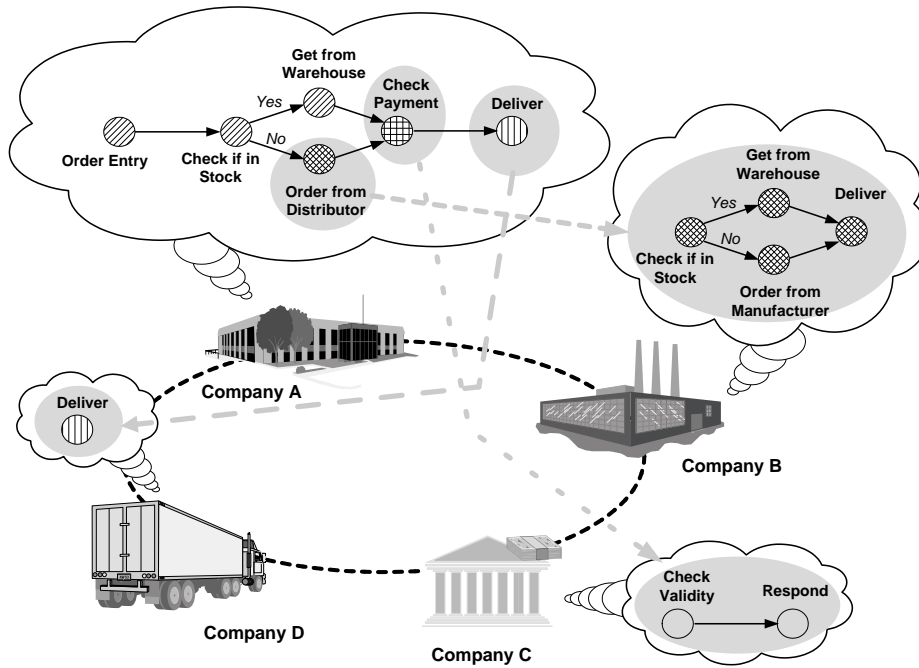 Get from
Warehouse
Yes
Check
Payment
Deliver
Order Entry
Check if in
Stock
No
Order from
Distributor
Get from
Warehouse
Deliver
Yes
No
Check if in
Stock
Order from
Manufacturer
Company A
Deliver
Company B
Company D
Company C
Check
Validity
Respond